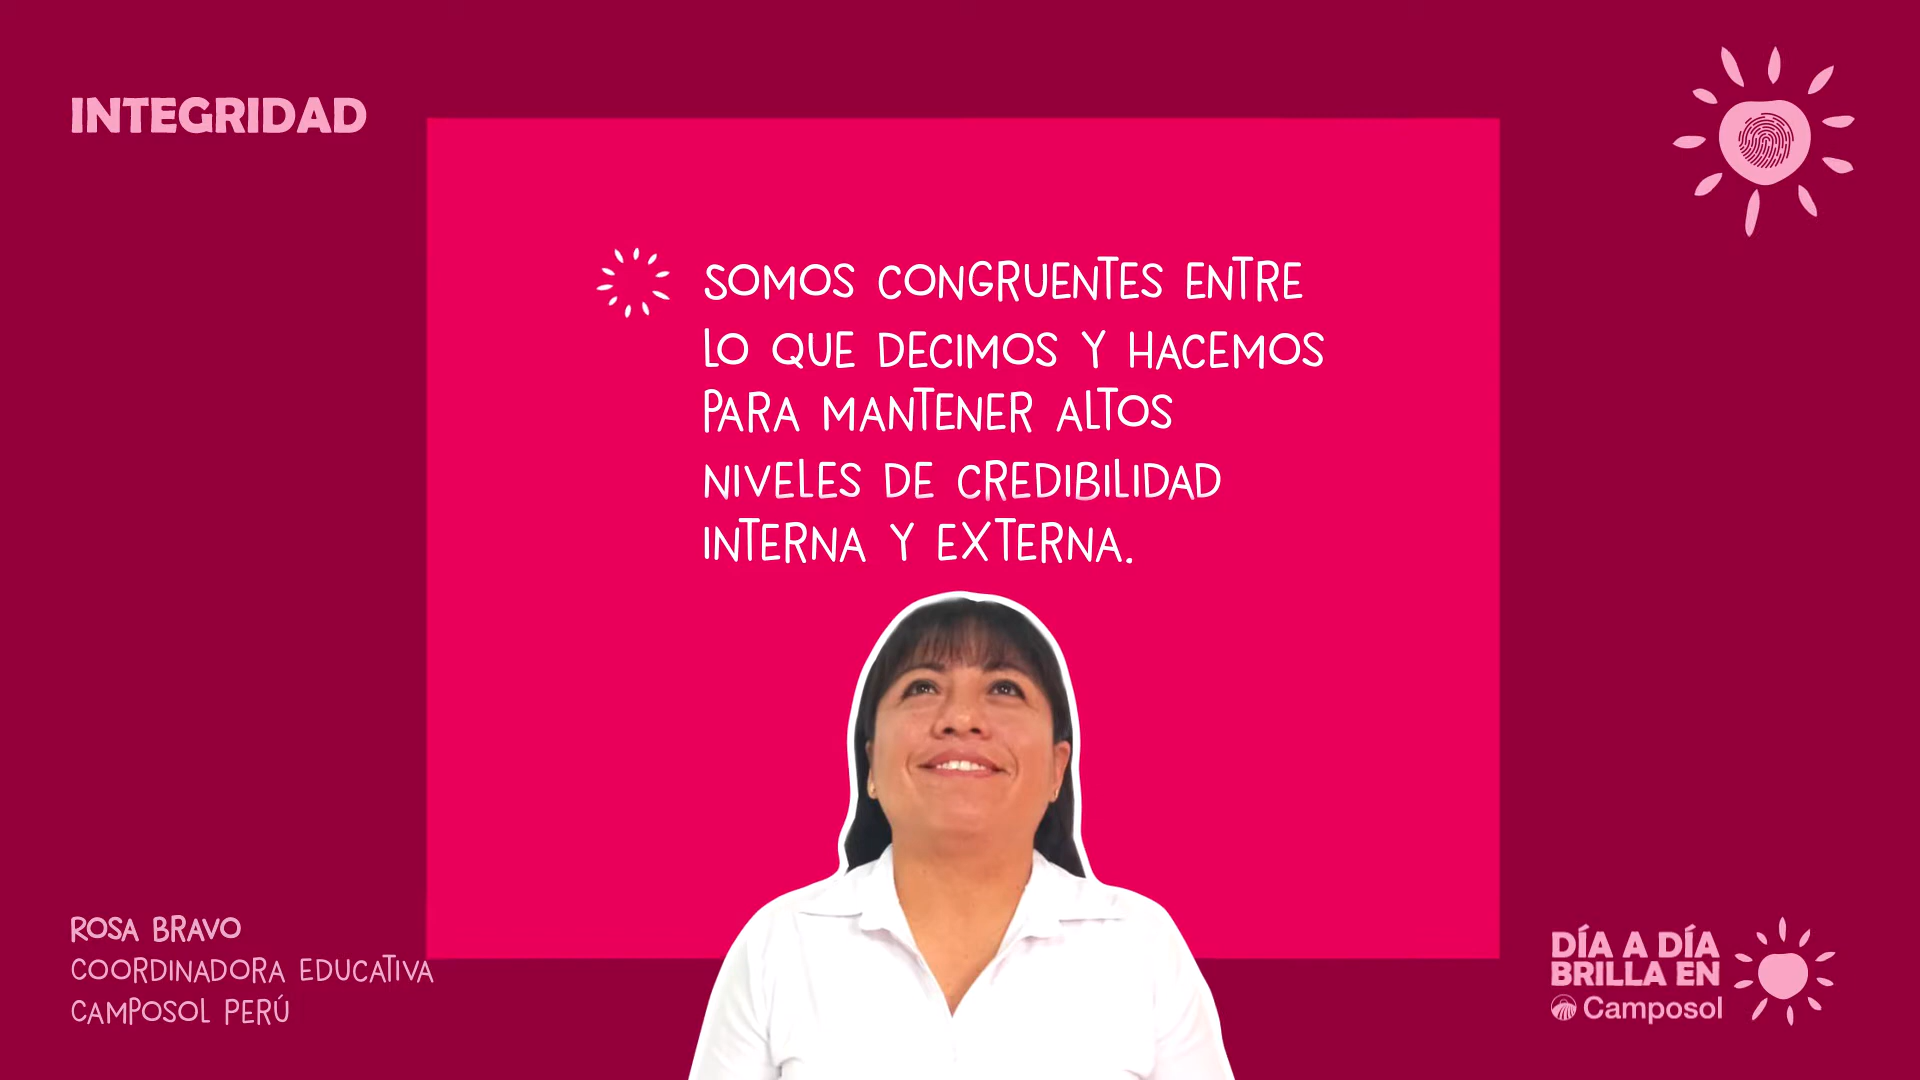 INTEGRIDAD
SOMOS CONGRUENTES ENTRE
LO QUE DECIMOS Y HACEMOS
PARA MANTENER ALTOS
NIVELES DE CREDIBILIDAD
INTERNA Y EXTERNA.
ROSA BRAVO
COORDINADORA EDUCATIVA
CAMPOSOL PERÚ
DÍA A DÍA
BRILLA EN
Camposol